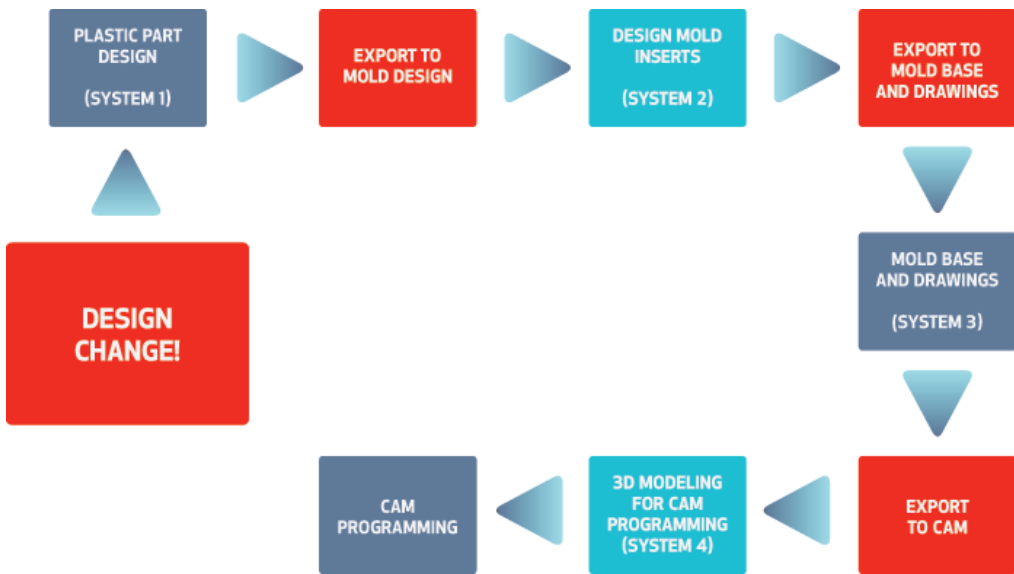 PLASTIC PART
DESIGN
(SYSTEM 1)
EXPORT TO
MOLD DESIGN
DESIGN MOLD
INSERTS
(SYSTEM 2)
EXPORT TO
MOLD BASE
AND DRAWINGS
MOLD BASE
AND DRAWINGS
(SYSTEM 3)
EXPORT
TO CAM
3D MODELING
FOR CAM
PROGRAMMING
(SYSTEM 4)
CAM
PROGRAMMING
DESIGN
CHANGE!